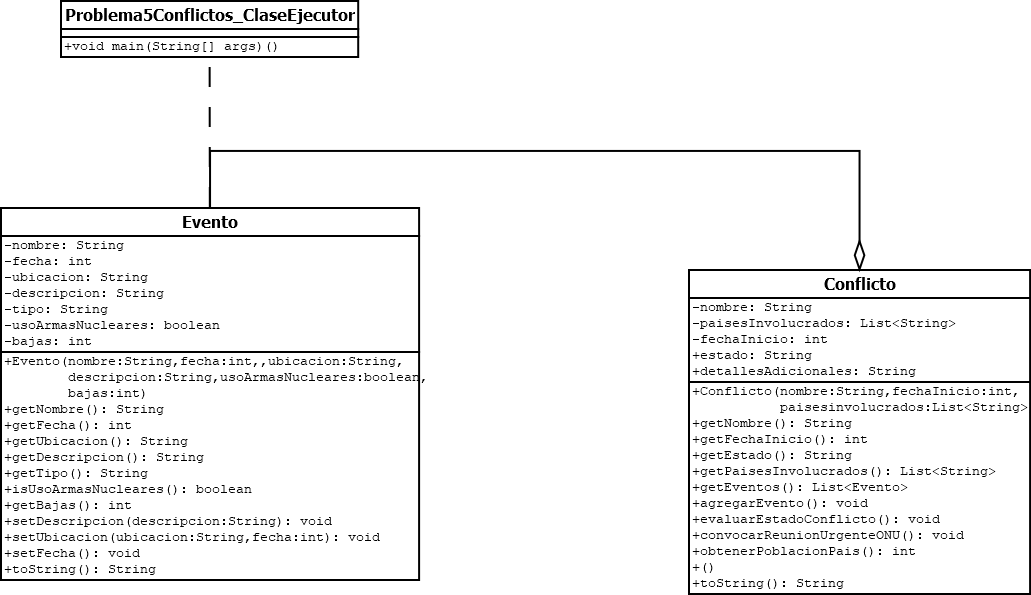 Problema5Conflictos_ClaseEjecutor
+void main(String[] args)()
Evento
-nombre: String
-fecha: int
-ubicacion: String
-descripcion: String
-tipo: String
-usoArmasNucleares: boolean
-bajas: int
+Evento(nombre:String,fecha:int,,ubicacion:String,
descripcion:String,usoArmasNucleares:boolean,
bajas:int)
+getNombre(): String
+getFecha(): int
+getUbicacion(): String
+getDescripcion(): String
+getTipo(): String
+isUsoArmasNucleares(): boolean
+getBajas(): int
+setDescripcion(descripcion:String): void
+setUbicacion(ubicacion:String,fecha:int): void
+setFecha(): void
+toString(): String
Conflicto
-nombre: String
-paisesInvolucrados: List<String>
-fechaInicio: int
+estado: String
+detallesAdicionales: String
+Conflicto(nombre:String,fechaInicio:int,
paisesinvolucrados:List<String>
+getNombre(): String
+getFechaInicio(): int
+getEstado(): String
+getPaisesInvolucrados(): List<String>
+getEventos(): List<Evento>
+agregarEvento(): void
+evaluarEstadoConflicto(): void
+convocarReunionUrgenteONU(): void
+obtenerPoblacionPais(): int
+()
+toString(): String